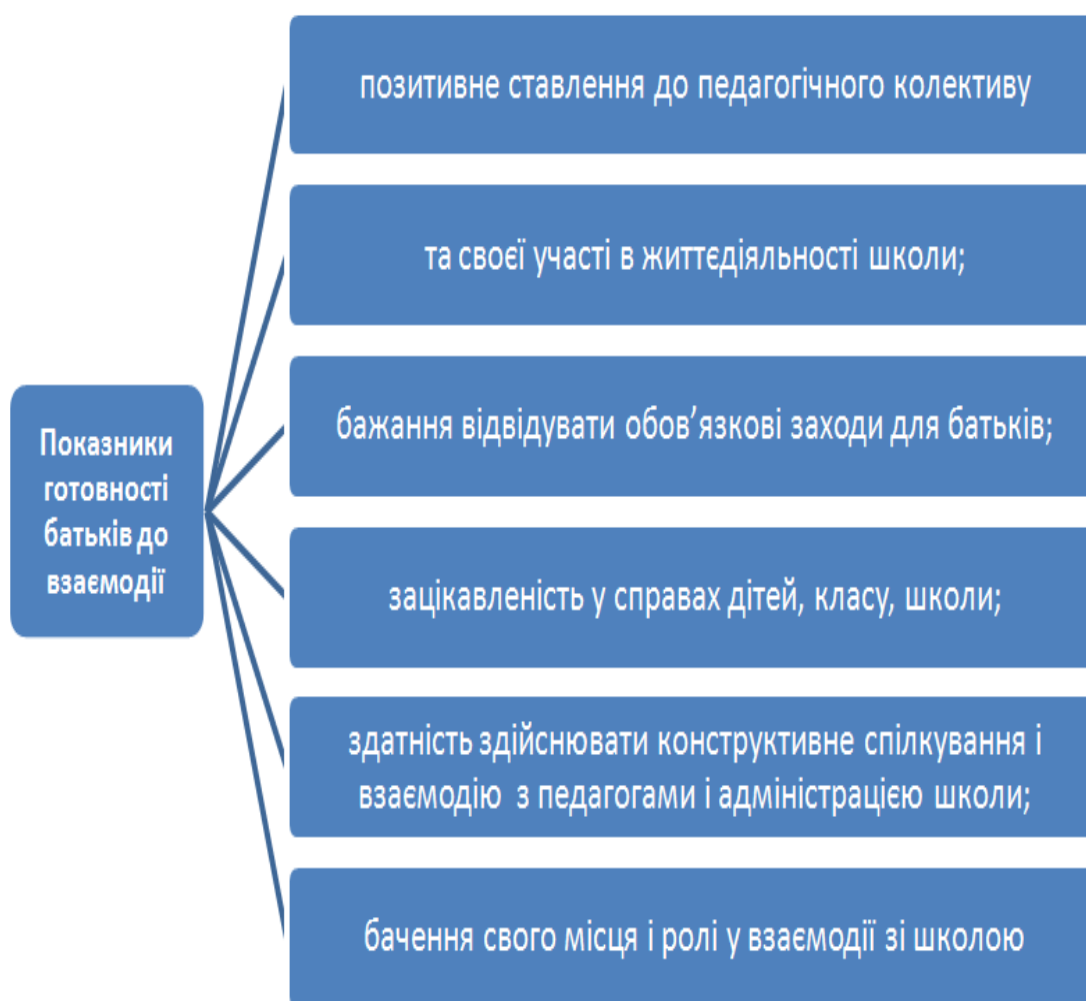 Показники
готовності
батьків до
взаємодії
позитивне ставлення до педагогічного колективу
та своєї участі в життєдіяльності школи;
бажання відвідувати обов’язкові заходи для батьків;
зацікавленість у справах дітей, класу, школи;
здатність здійснювати конструктивне спілкування і
взаємодію з педагогами і адміністрацією школи;
бачення свого місця і ролі у взаємодії зі школою